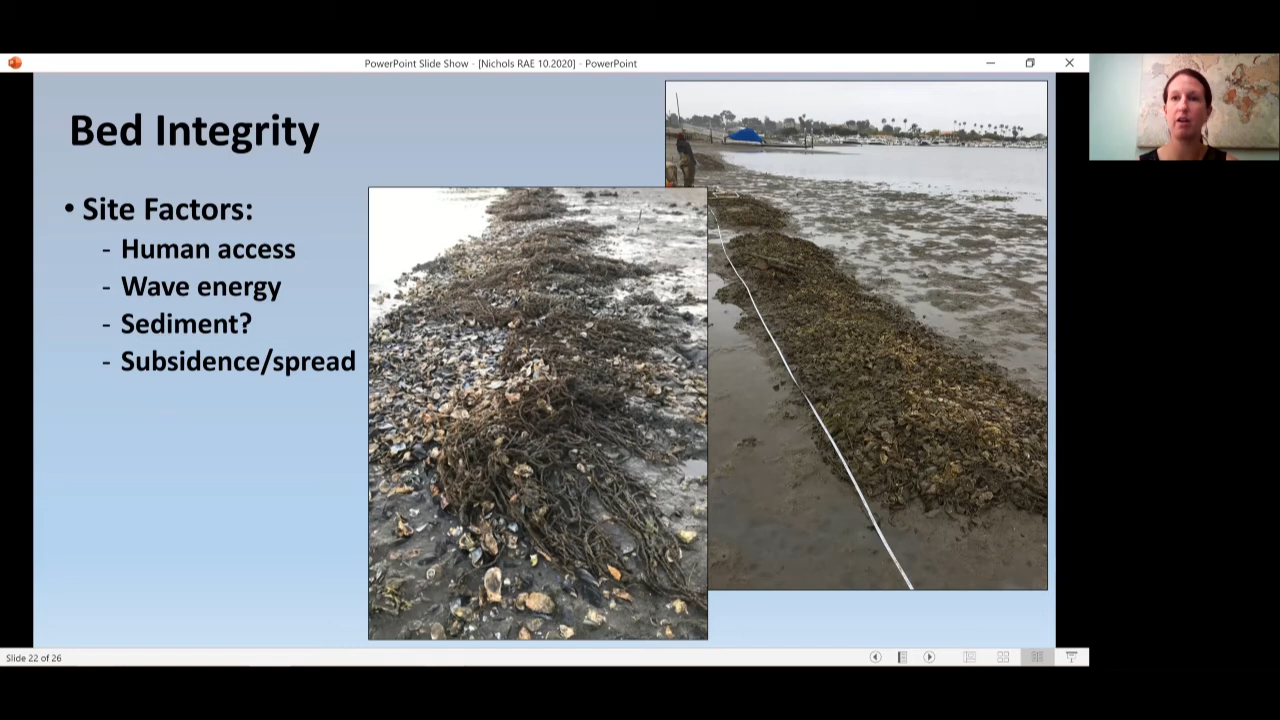 PowerPoint Slide Show - [Nichols RAE 10.2020] - PowerPoint
Bed Integrity
• Site Factors:
- Human access
- Wave energy
- Sediment?
- Subsidence/spread
Slide 22 of 26